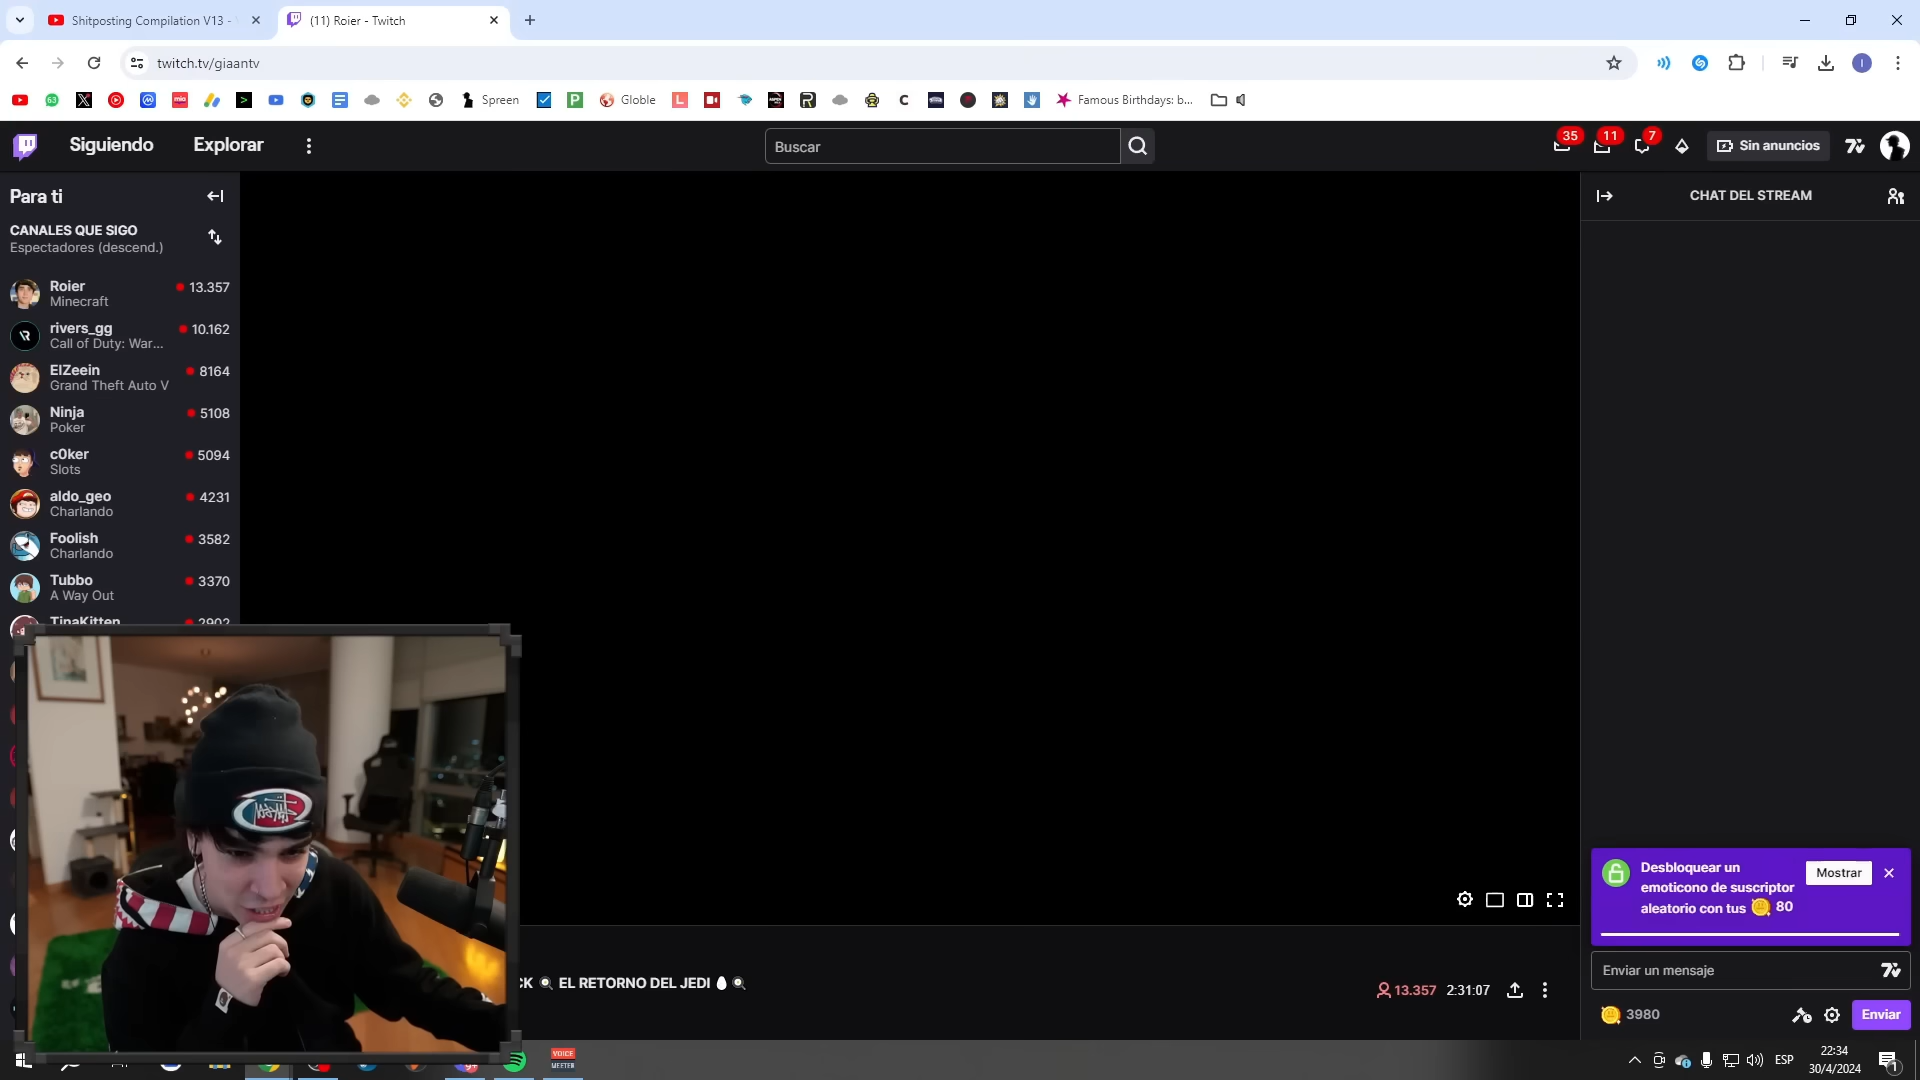 Shitposting Compilation V13 -
(11) Roier - Twitch
twitch.tv/giaantv
63
Spreen
Globle
Famous Birthdays: b...
Siguiendo
Explorar
Buscar
35
11
7
Sin anuncios
Para ti
CANALES QUE SIGO
Espectadores (descend.)
Roier
13.357
Minecraft
rivers_gg
10.162
Call of Duty: War...
ElZeein
8164
Grand Theft Auto V
Ninja
5108
Poker
c0ker
5094
Slots
aldo_geo
4231
Charlando
Foolish
3582
Charlando
Tubbo
3370
A Way Out
TinaKitten
2902
CHAT DEL STREAM
Desbloquear un
emoticono de suscriptor
aleatorio con tus 80
Mostrar
Enviar un mensaje
3980
Enviar
CK EL RETORNO DEL JEDI
13.357
2:31:07
VOICE
MEETER
ESP
22:34
30/4/2024
1